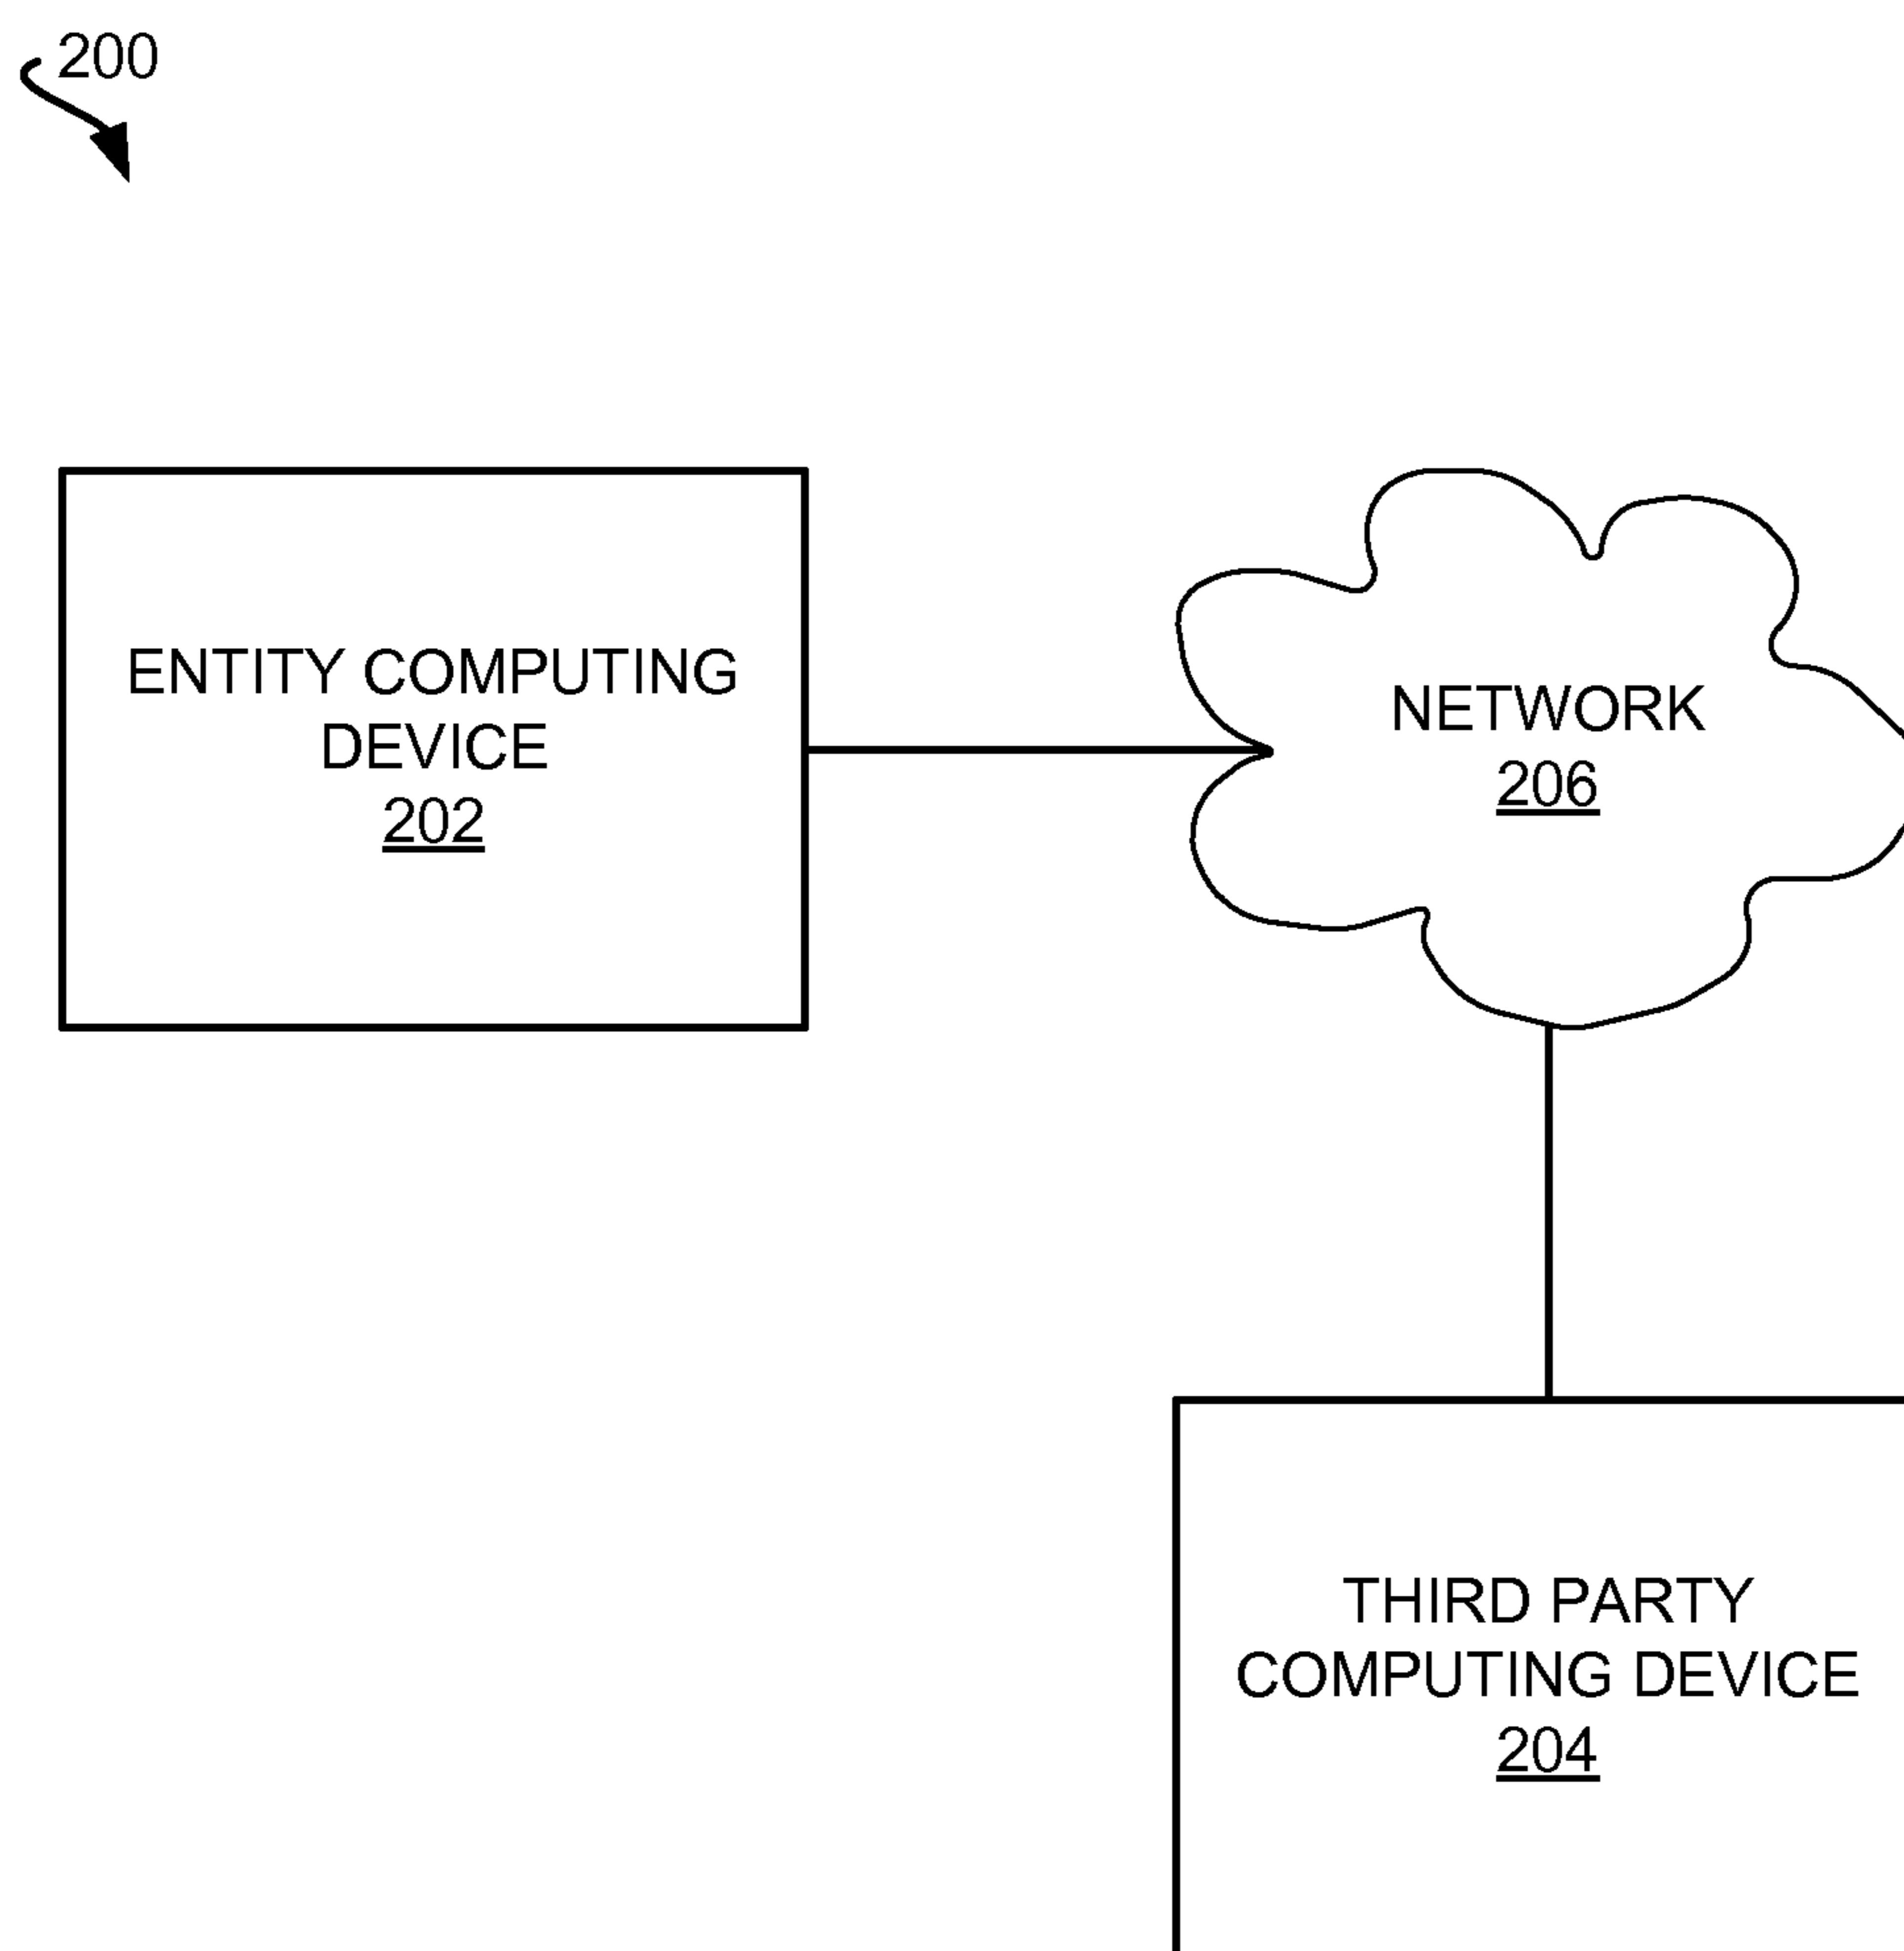 200
ENTITY COMPUTING
DEVICE
202
NETWORK
206
THIRD PARTY
COMPUTING DEVICE
204